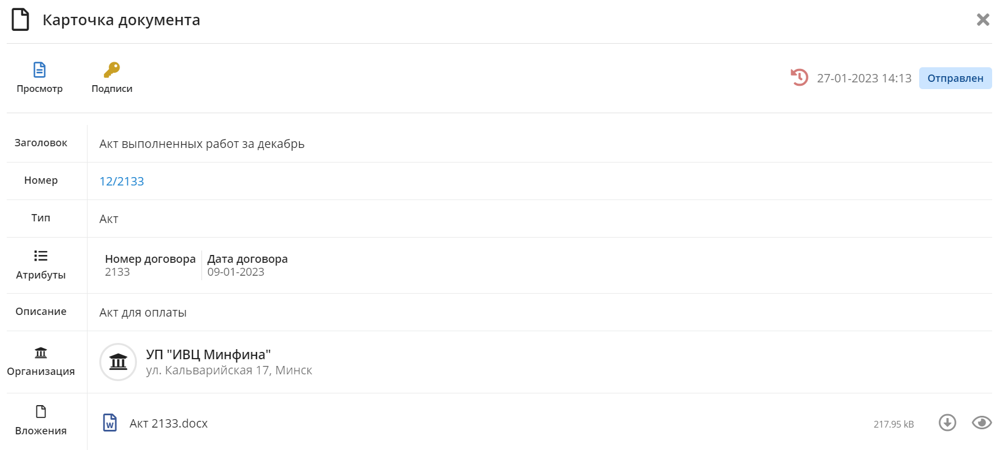 Карточка документа
Просмотр
Подписи
27-01-2023 14:13
Отправлен
Заголовок
Акт выполненных работ за декабрь
Номер
12/2133
Тип
Акт
Атрибуты
Номер договора
2133
Дата договора
09-01-2023
Описание
Акт для оплаты
Организация
УП "ИВЦ Минфина"
ул. Кальварийская 17, Минск
Вложения
W
Акт 2133.docx
217.95 kB